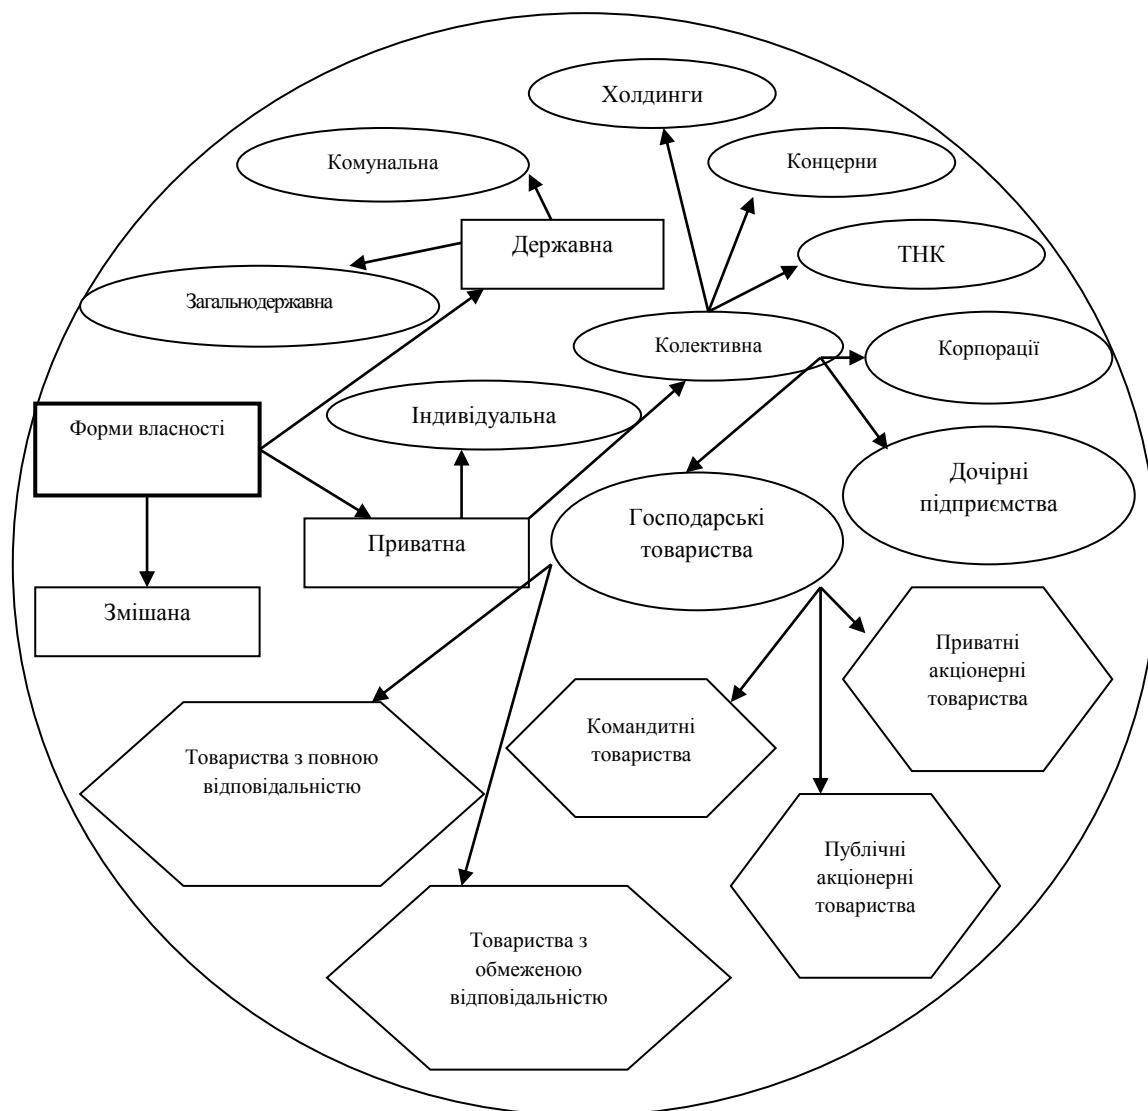 Холдинги
Комунальна
Концерни
Державна
ТНК
Загальнодержавна
Колективна
Корпорації
Індивідуальна
Форми власності
Дочірні
підприємства
Господарські
товариства
Приватна
Змішана
Приватні
акціонерні
товариства
Командитні
товариства
Товариства з повною
відповідальністю
Публічні
акціонерні
товариства
Товариства з
обмеженою
відповідальністю